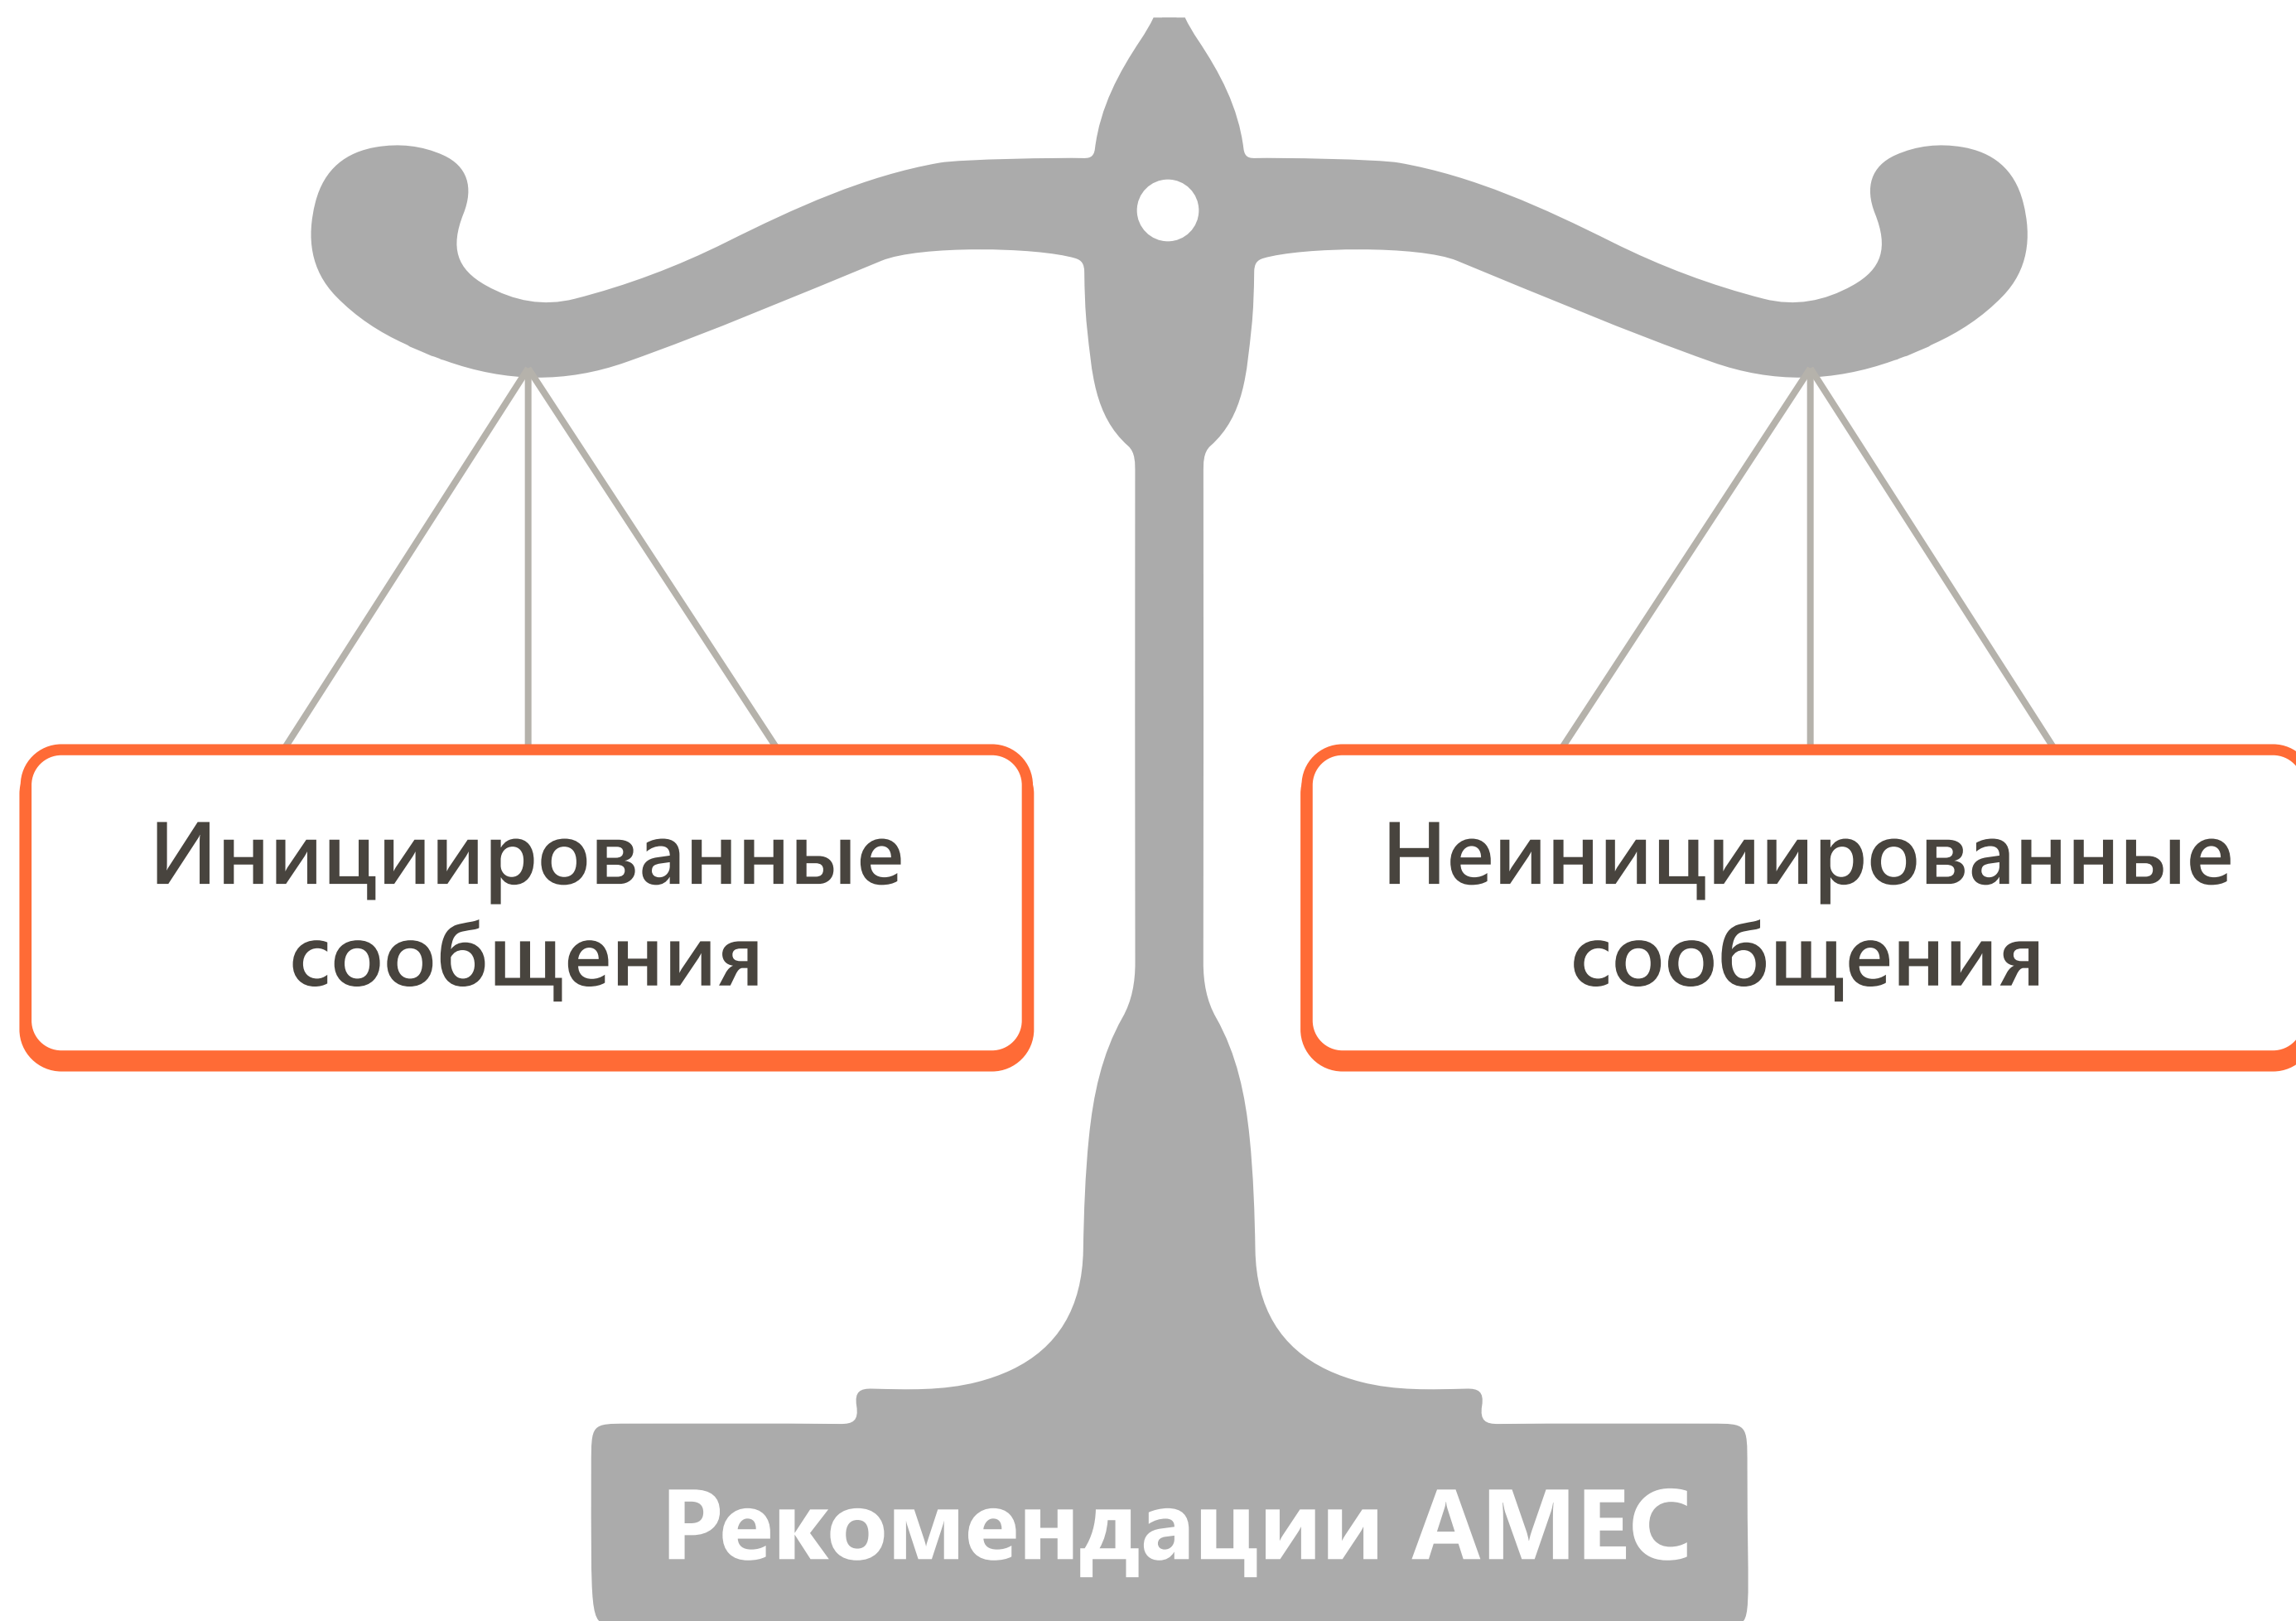 Инициированные
сообщения
Неинициированные
сообщения
Рекомендации AMEC